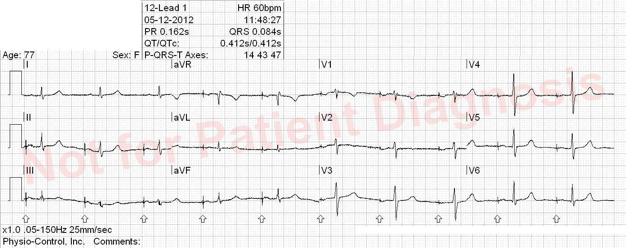 12-Lead 1 HR 60bpm
05-12-2012 11:48:27
PR 0.162s QRS 0.084s
QT/QTc: 0.412s/0.412s
Age: 77 Sex: F P-QRS-T Axes: 14 43 47
I aVR V1 V4
II aVL V2 V5
III aVF V3 V6
Not for Patient Diagnosis
x1.0 .05-150Hz 25mm/sec
Physio-Control, Inc. Comments: